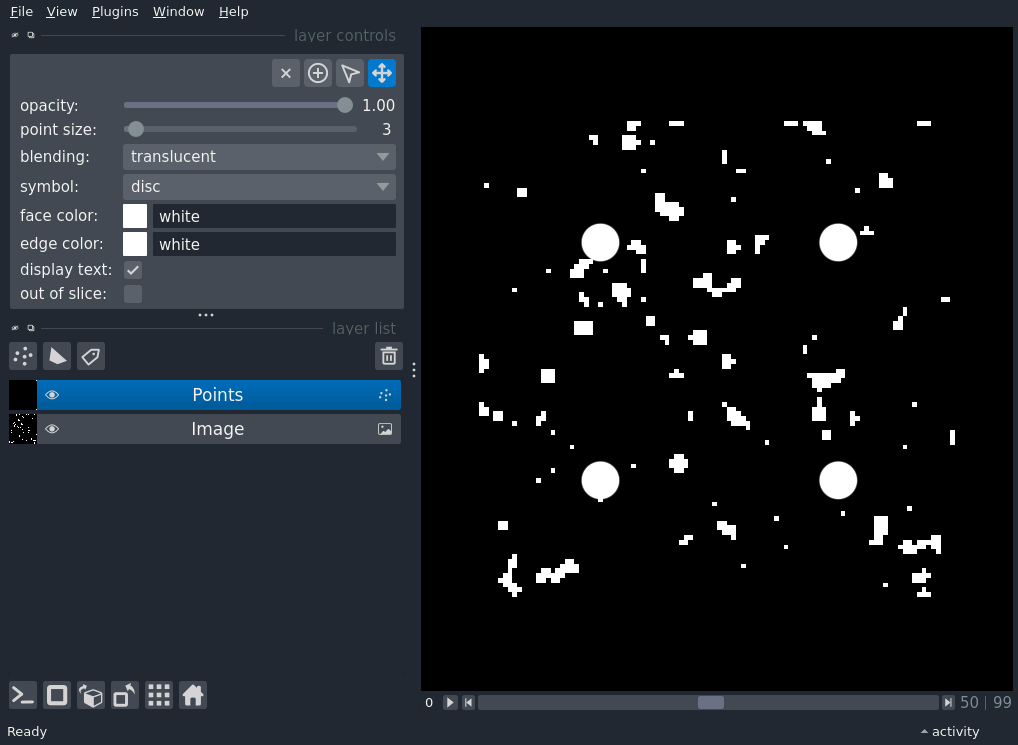 File View Plugins Window Help
layer controls
opacity: 1.00
point size: 3
blending: translucent
symbol: disc
face color: white
edge color: white
display text:
out of slice:
layer list
Points
Image
0 50 | 99
Ready activity